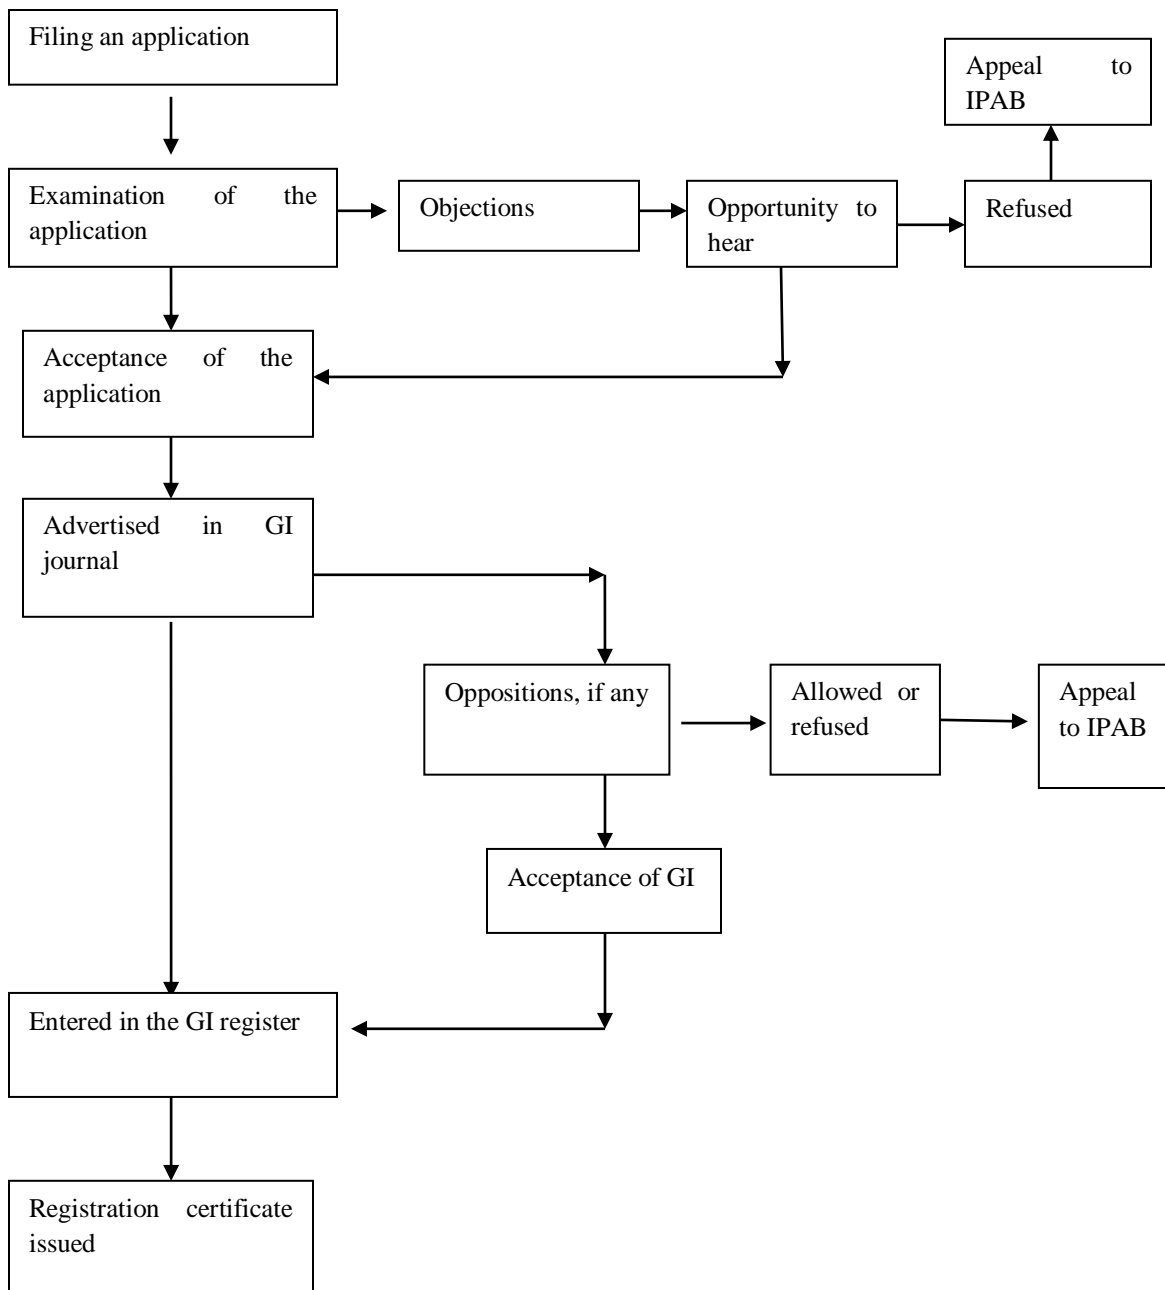 Filing an application
Appeal to
IPAB
Examination of the
application
Objections
Opportunity to
hear
Refused
Acceptance of the
application
Advertised in GI
journal
Oppositions, if any
Allowed or
refused
Appeal
to IPAB
Acceptance of GI
Entered in the GI register
Registration certificate
issued